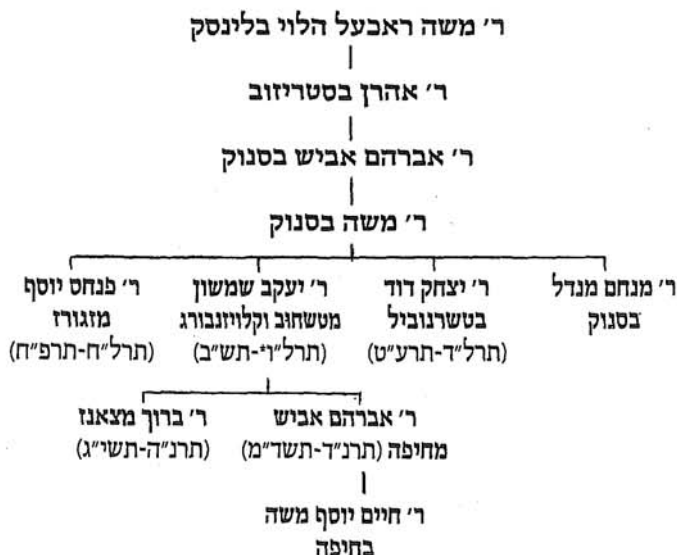 ר׳ משה ראבעל הלוי בלינסק
ר׳ אהרן בסטריזוב
ר׳ אברהם אביש בסנוק
ר׳ משה בסנוק
ר׳ מנחם מנדל
בסנוק
ר׳ יצחק דוד
בטשרנוביל
(תרל״ד-תרע״ט)
ר׳ יעקב שמשון
מטשחוב וקלויזנבורג
(תרל״ו*-תש״ב)
ר׳ פנחס יוסף
מזגורז
(תרל״ח-תרפ״ח)
ר׳ אברהם אביש
מחיפה (תרנ״ד-תשד״מ)
ר׳ ברוך מצאנז
(תרנ״ה-תשי״ג)
ר׳ חיים יוסף משה
בחיפה